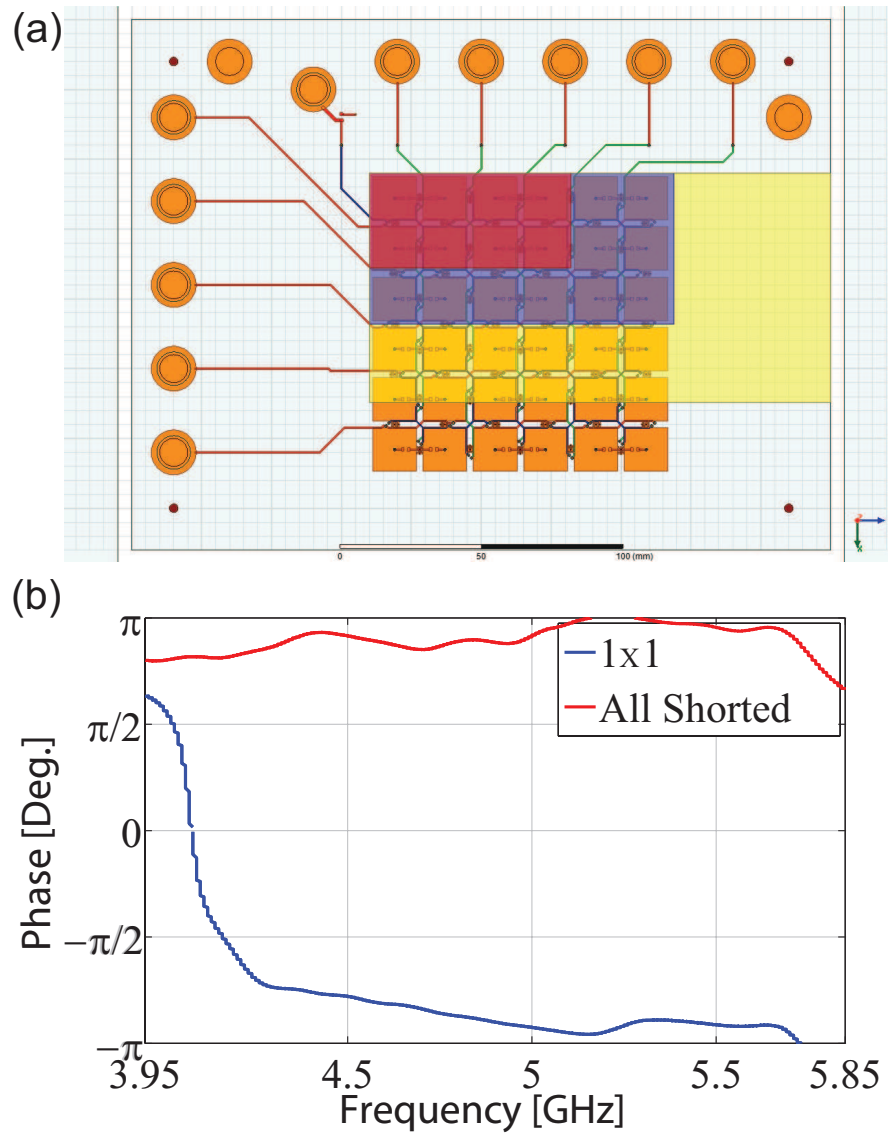 (a)
0
50
100 (mm)
z
x
(b)
π
π/2
0
−π/2
−π
Phase [Deg.]
1x1
All Shorted
3.95
4.5
5
5.5
5.85
Frequency [GHz]